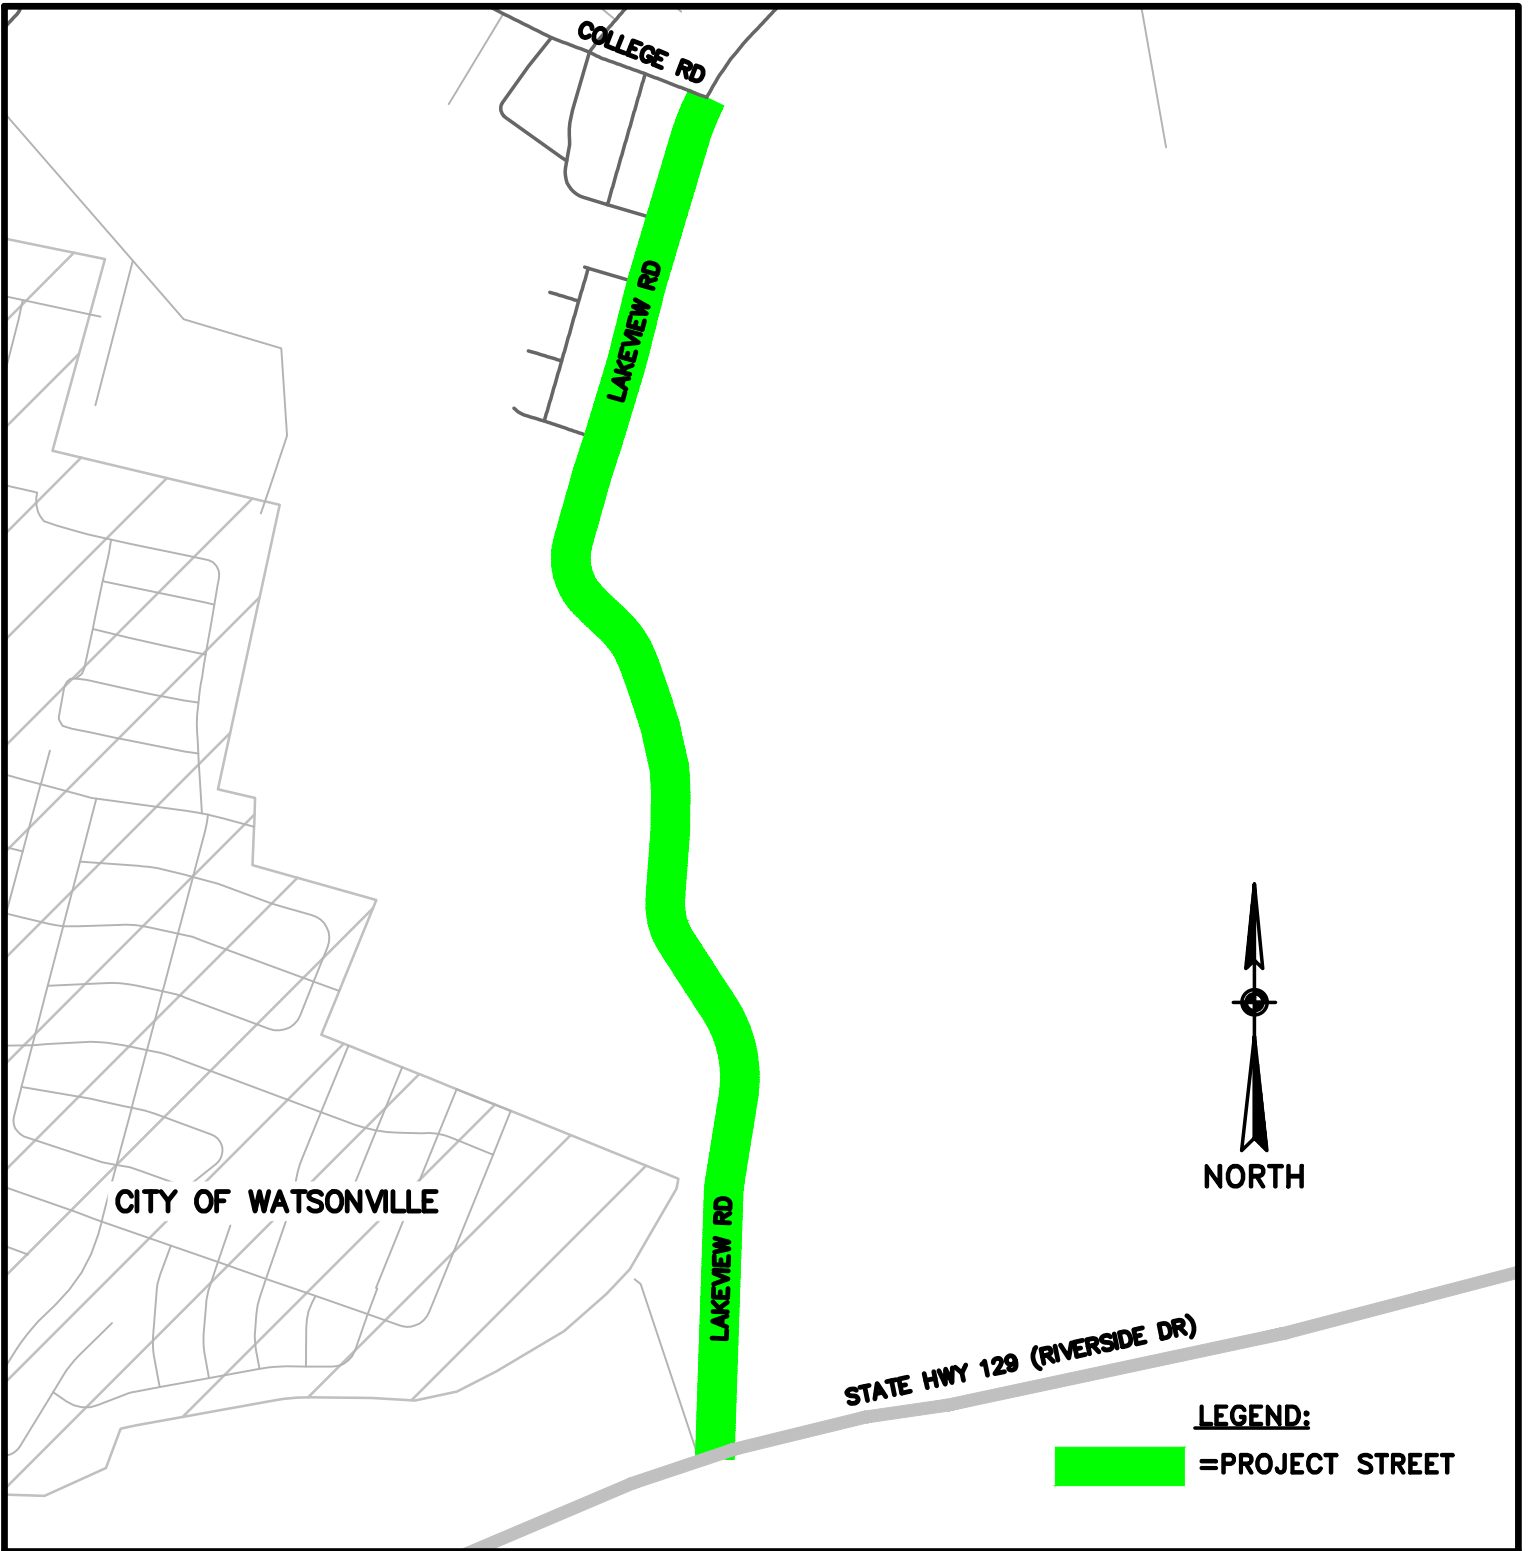 COLLEGE RD
LAKEVIEW RD
NORTH
CITY OF WATSONVILLE
LAKEVIEW RD
STATE HWY 129 (RIVERSIDE DR)
LEGEND:
=PROJECT STREET